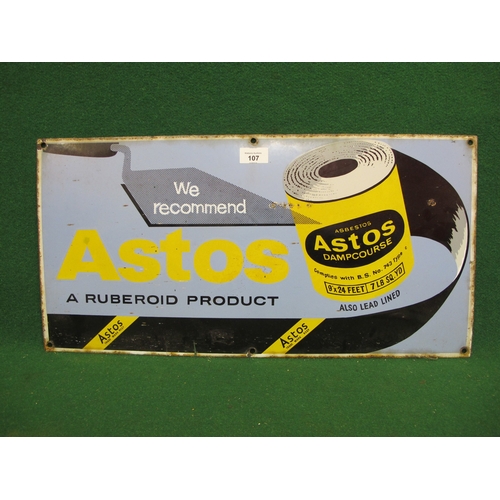 107
We
recommend
Astos
A RUBEROID PRODUCT
ASBESTOS
Astos
DAMPCOURSE
Complies with B.S. No. 743 Type
9"x24 FEET 7 LB SQ. YD
ALSO LEAD LINED
Astos
Astos